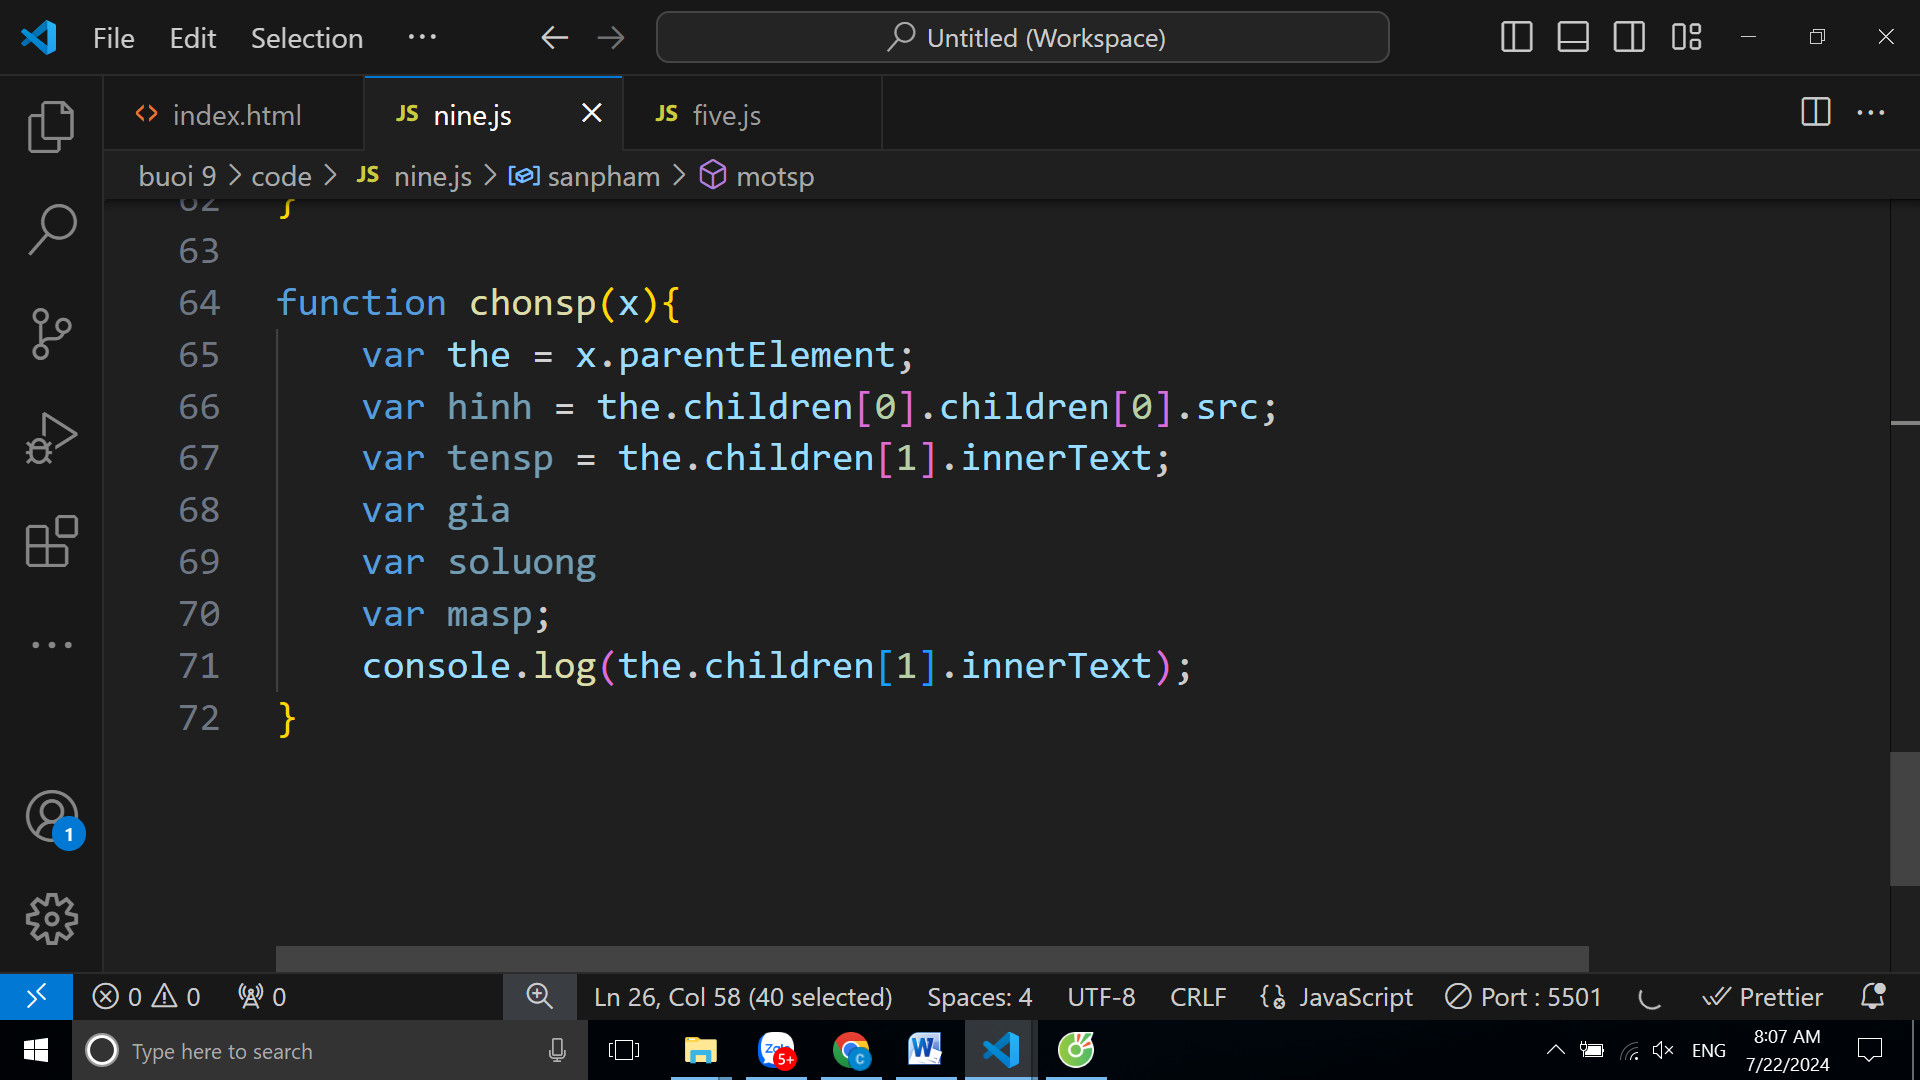 File Edit Selection ··· Untitled (Workspace)
index.html JS nine.js JS five.js
buoi 9 > code > JS nine.js > sanpham > motsp
62 }
63
64 function chonsp(x){
65 var the = x.parentElement;
66 var hinh = the.children[0].children[0].src;
67 var tensp = the.children[1].innerText;
68 var gia
69 var soluong
70 var masp;
71 console.log(the.children[1].innerText);
72 }
1
0 0 0 Ln 26, Col 58 (40 selected) Spaces: 4 UTF-8 CRLF JavaScript Port : 5501 Prettier
Type here to search Zalo 5+ C W ENG 8:07 AM
7/22/2024